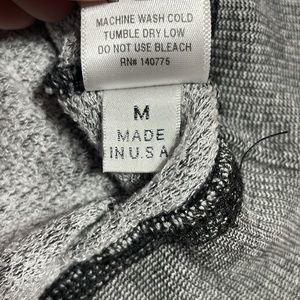 MACHINE WASH COLD
TUMBLE DRY LOW
DO NOT USE BLEACH
RN# 140775
M
MADE
IN U.S.A.